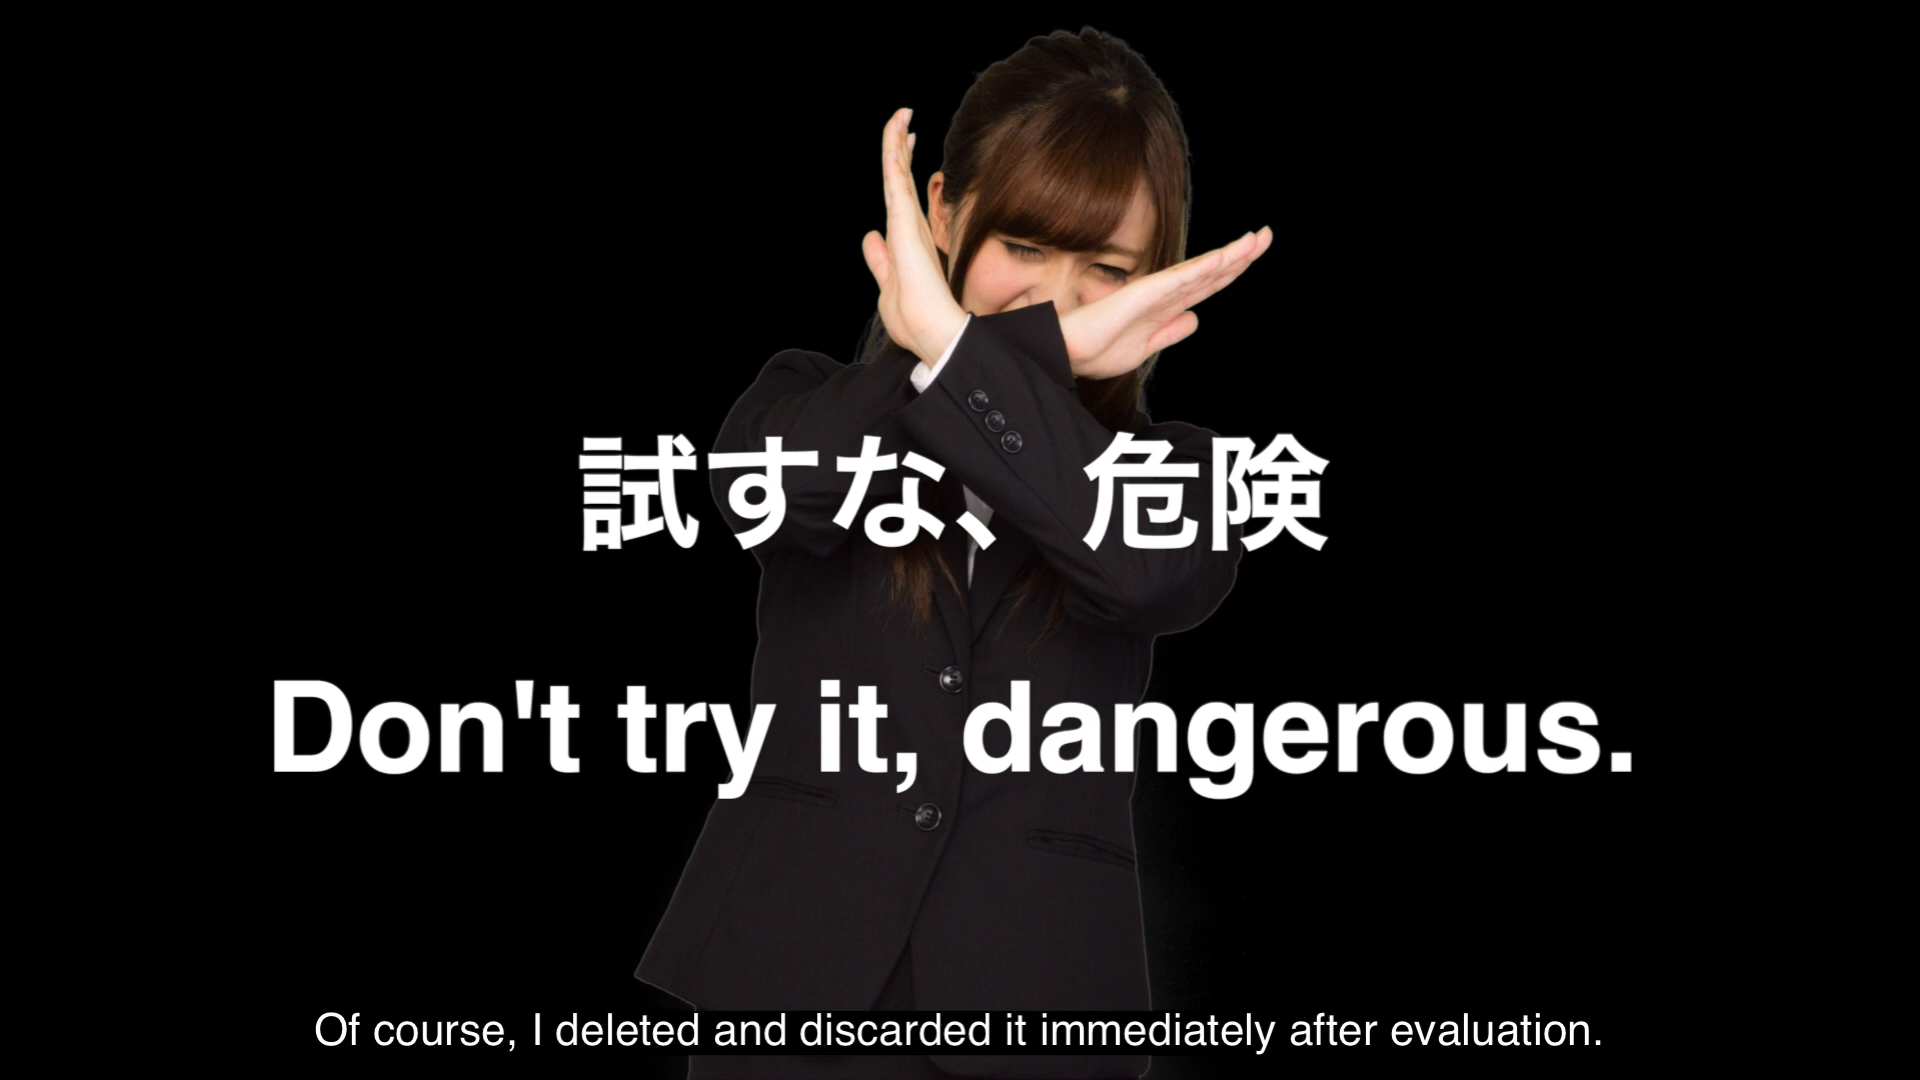 試すな、危険
Don't try it, dangerous.
Of course, I deleted and discarded it immediately after evaluation.